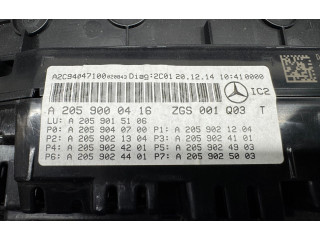 A2C94047100020043 Diag:2C01 20.12.14 10:410000
IC2
A 205 900 04 16 ZGS 001 Q03 T
LU: A 205 901 51 06
P0: A 205 904 07 00 P1: A 205 902 12 04
P2: A 205 902 13 04 P3: A 205 902 41 01
P4: A 205 902 42 01 P5: A 205 902 49 03
P6: A 205 902 44 01 P7: A 205 902 50 03